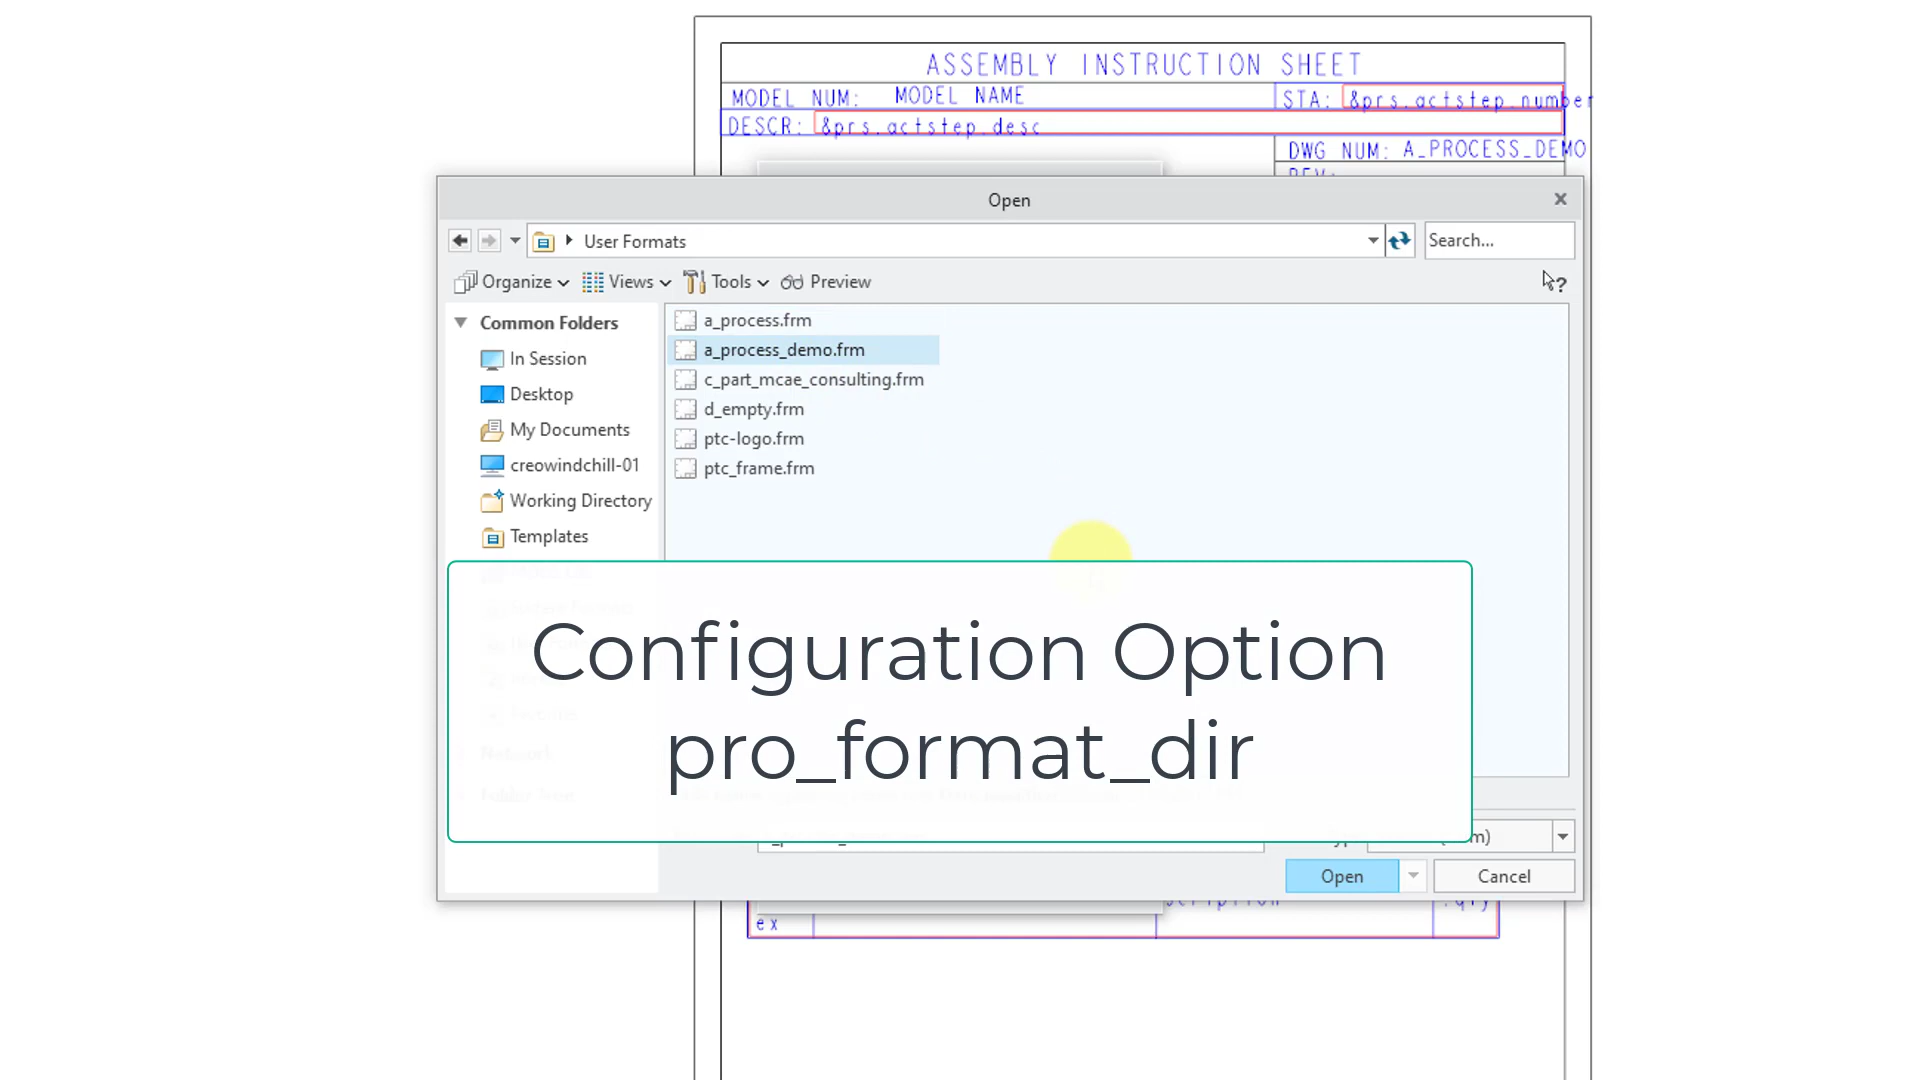 ASSEMBLY INSTRUCTION SHEET
MODEL NUM: MODEL NAME
STA: &prs.actstep.number
DESCR: &prs.actstep.desc
DWG NUM: A_PROCESS_DEMO
REV:
Open
User Formats
Search...
Organize
Views
Tools
Preview
Common Folders
In Session
Desktop
My Documents
creowindchill-01
Working Directory
Templates
a_process.frm
a_process_demo.frm
c_part_mcae_consulting.frm
d_empty.frm
ptc-logo.frm
ptc_frame.frm
Configuration Option
pro_format_dir
Open
Cancel
ex